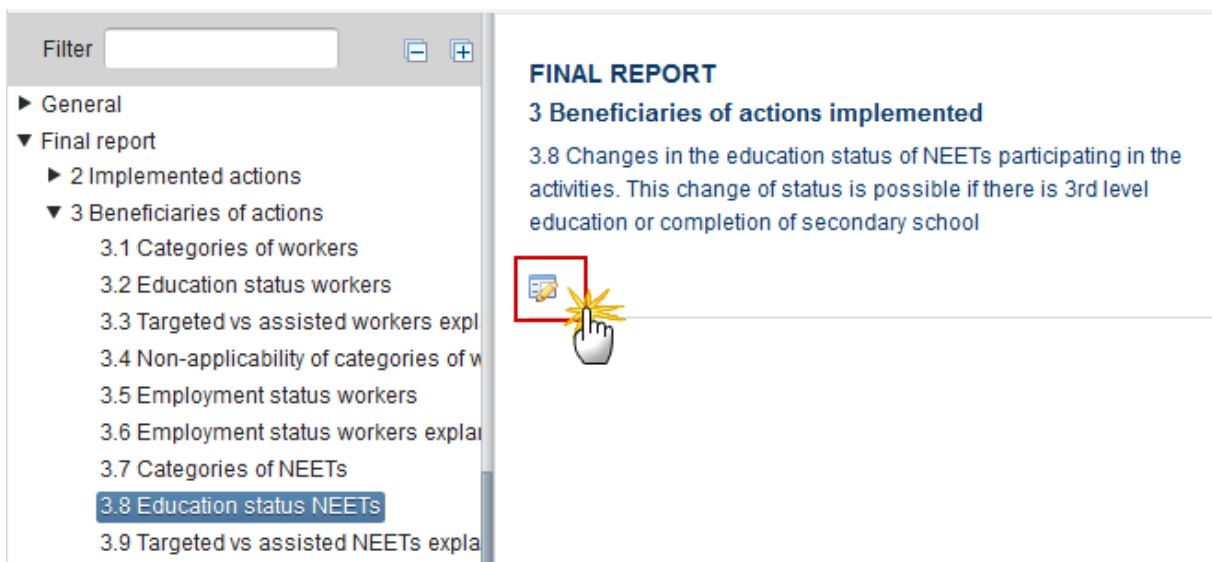 Filter
General
Final report
2 Implemented actions
3 Beneficiaries of actions
3.1 Categories of workers
3.2 Education status workers
3.3 Targeted vs assisted workers expl
3.4 Non-applicability of categories of w
3.5 Employment status workers
3.6 Employment status workers explan
3.7 Categories of NEETs
3.8 Education status NEETs
3.9 Targeted vs assisted NEETs expla
FINAL REPORT
3 Beneficiaries of actions implemented
3.8 Changes in the education status of NEETs participating in the
activities. This change of status is possible if there is 3rd level
education or completion of secondary school